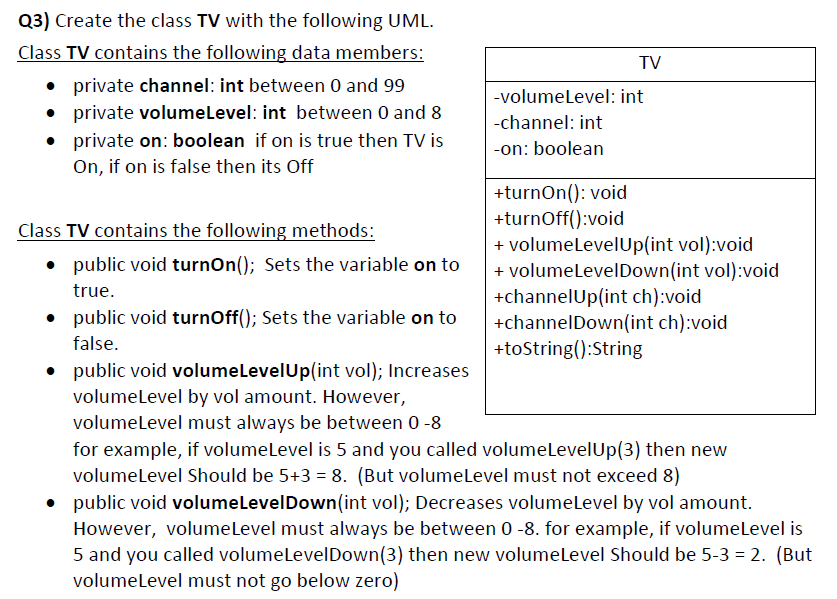 Q3) Create the class TV with the following UML.
Class TV contains the following data members:
• private channel: int between 0 and 99
• private volumeLevel: int between 0 and 8
• private on: boolean if on is true then TV is
On, if on is false then its Off
TV
-volumeLevel: int
-channel: int
-on: boolean
+turnOn(): void
+turnOff():void
+ volumeLevelUp(int vol):void
+ volumeLevelDown(int vol):void
+channelUp(int ch):void
+channelDown(int ch):void
+toString():String
Class TV contains the following methods:
• public void turnOn(); Sets the variable on to
true.
• public void turnOff(); Sets the variable on to
false.
• public void volumeLevelUp(int vol); Increases
volumeLevel by vol amount. However,
volumeLevel must always be between 0 -8
for example, if volumeLevel is 5 and you called volumeLevelUp(3) then new
volumeLevel Should be 5+3 = 8. (But volumeLevel must not exceed 8)
• public void volumeLevelDown(int vol); Decreases volumeLevel by vol amount.
However, volumeLevel must always be between 0 -8. for example, if volumeLevel is
5 and you called volumeLevelDown(3) then new volumeLevel Should be 5-3 = 2. (But
volumeLevel must not go below zero)